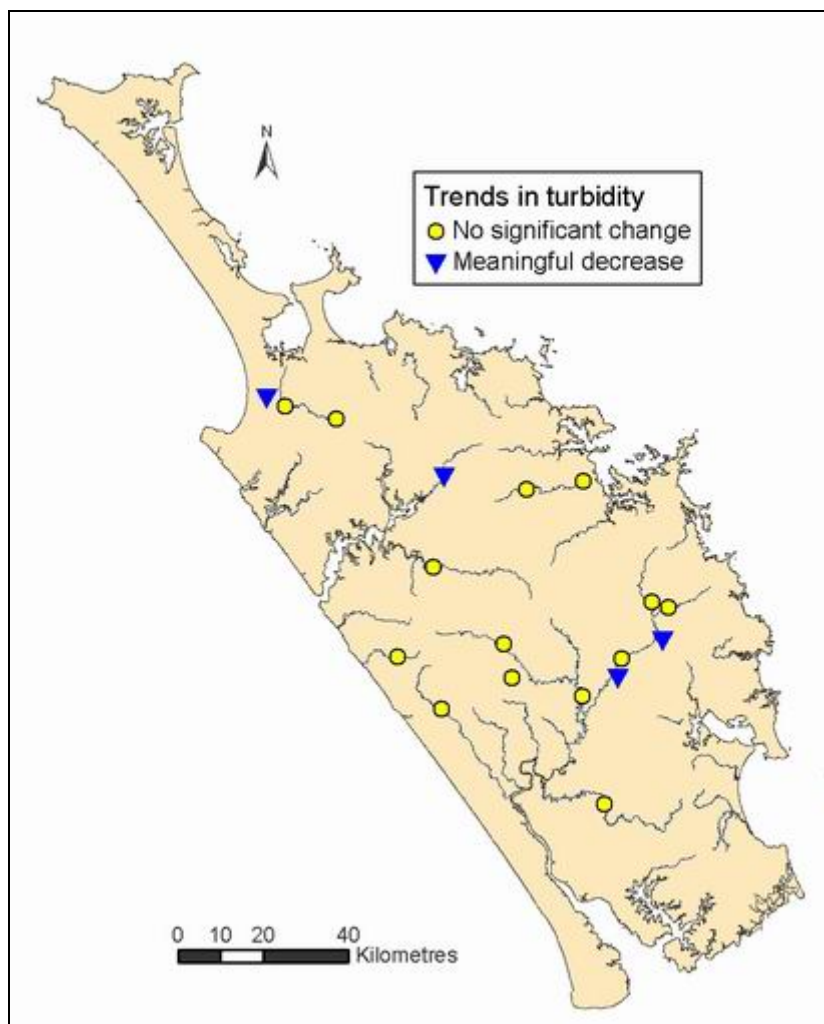 N
Trends in turbidity
No significant change
Meaningful decrease
0 10 20 40
Kilometres